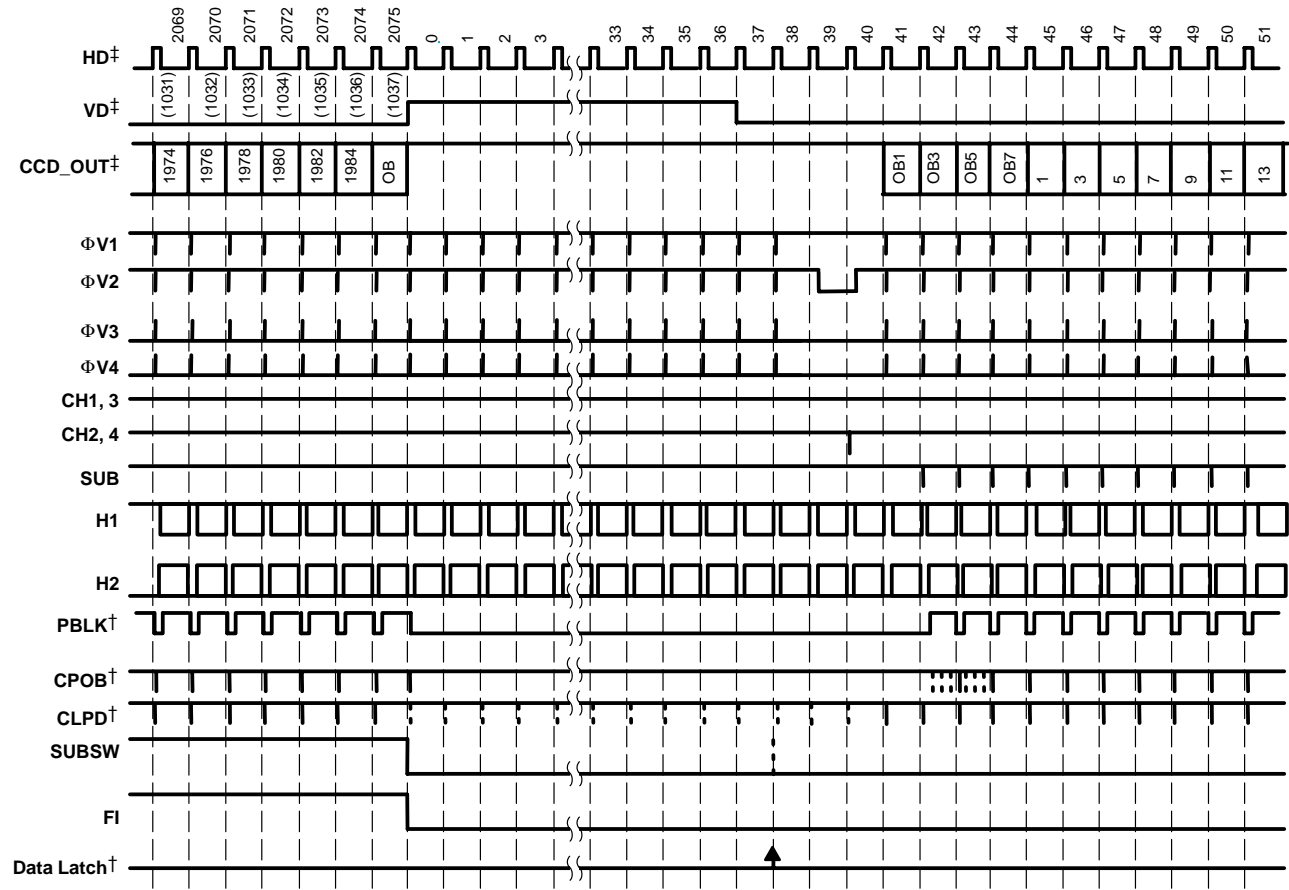 2069 2070 2071 2072 2073 2074 2075 0 1 2 3 33 34 35 36 37 38 39 40 41 42 43 44 45 46 47 48 49 50 51
HD‡
(1031) (1032) (1033) (1034) (1035) (1036) (1037)
VD‡
CCD_OUT‡ 1974 1976 1978 1980 1982 1984 OB OB1 OB3 OB5 OB7 1 3 5 7 9 11 13
ΦV1
ΦV2
ΦV3
ΦV4
CH1, 3
CH2, 4
SUB
H1
H2
PBLK†
CPOB†
CLPD†
SUBSW
FI
Data Latch†